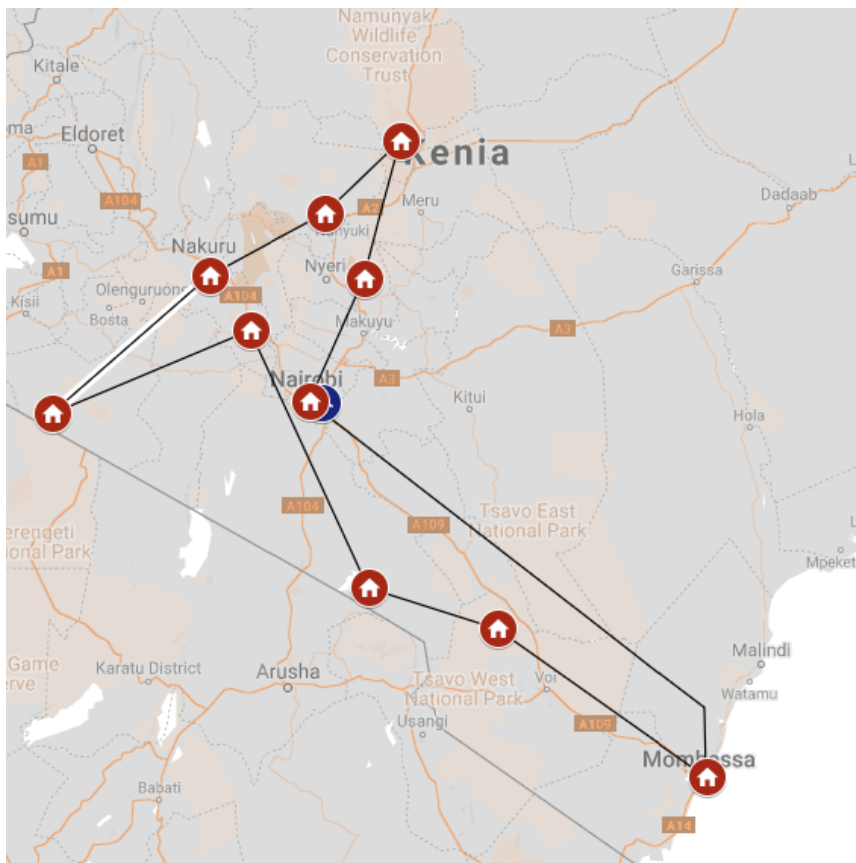 Namunyak
Wildlife
Conservation
Trust
Kitale
Eldoret
A1
Kenia
A104
A2
Meru
Dadaab
sumu
Nakuru
Nyeri
A1
A104
Garissa
Olenguruon
Kisii
Bosta
Makuyu
A3
Nairobi
A3
Kitui
Hola
Tsavo East
National Park
A104
A109
erengeti
ional Park
Mpeket
Malindi
Game
erve
Karatu District
Arusha
Tsavo West
National Park
Voi
Watamu
Usangi
A109
Mombassa
Babati
A14